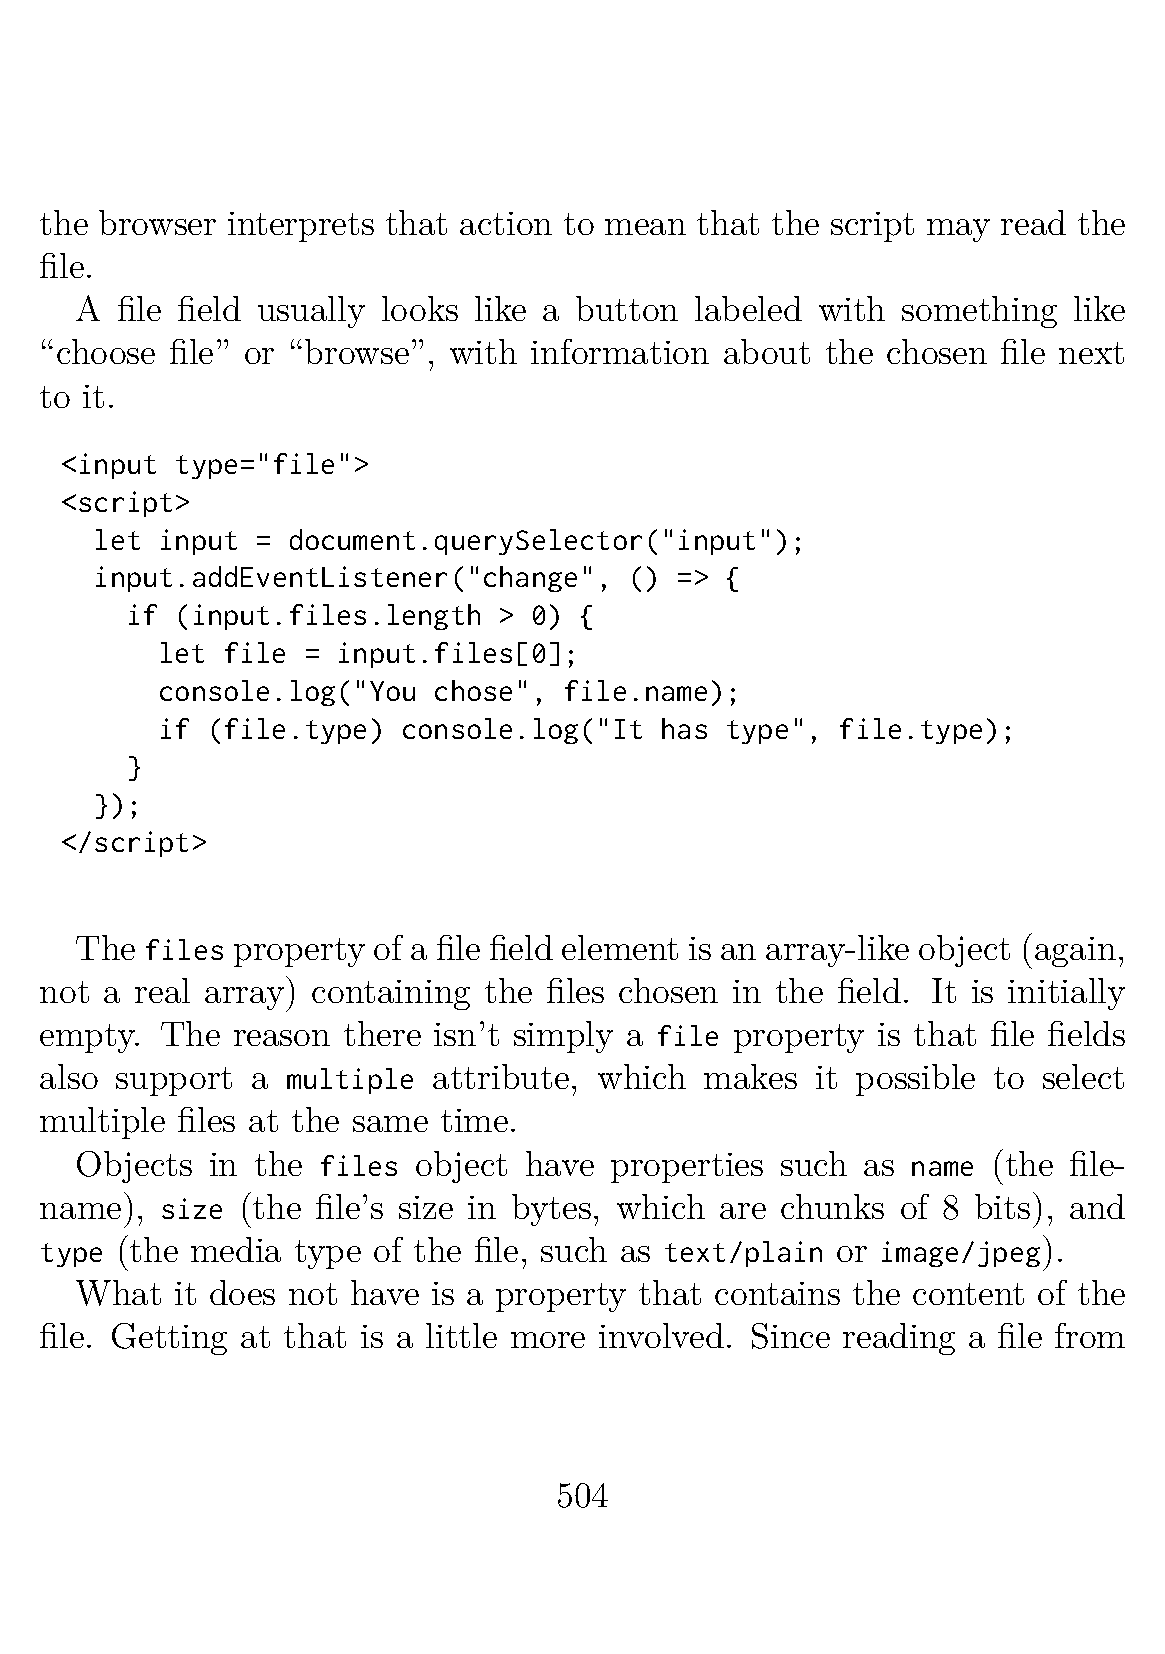 the browser interprets that action to mean that the script may read the
file.
A file field usually looks like a button labeled with something like
“choose file” or “browse”, with information about the chosen file next
to it.
<input type="file">
<script>
  let input = document.querySelector("input");
  input.addEventListener("change", () => {
    if (input.files.length > 0) {
      let file = input.files[0];
      console.log("You chose", file.name);
      if (file.type) console.log("It has type", file.type);
    }
  });
</script>
The files property of a file field element is an array-like object (again,
not a real array) containing the files chosen in the field. It is initially
empty. The reason there isn’t simply a file property is that file fields
also support a multiple attribute, which makes it possible to select
multiple files at the same time.
Objects in the files object have properties such as name (the file-
name), size (the file’s size in bytes, which are chunks of 8 bits), and
type (the media type of the file, such as text/plain or image/jpeg).
What it does not have is a property that contains the content of the
file. Getting at that is a little more involved. Since reading a file from
504